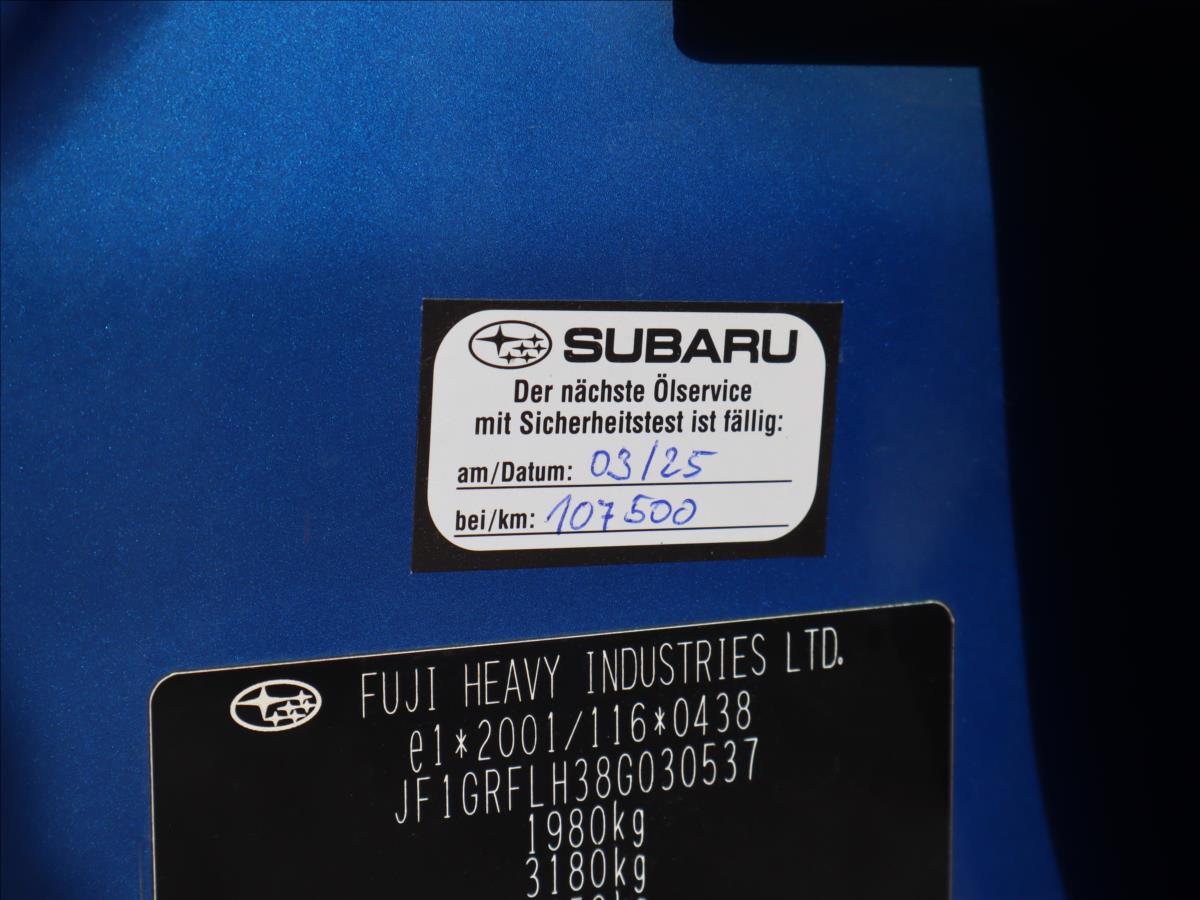 SUBARU
Der nächste Ölservice
mit Sicherheitstest ist fällig:
am/Datum: 03/25
bei/km: 107500
FUJI HEAVY INDUSTRIES LTD.
e1*2001/116*0438
JF1GRFLH38G030537
1980kg
3180kg